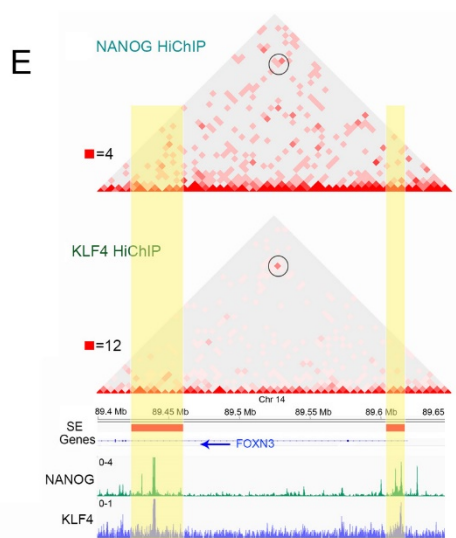 E
NANOG HiChIP
=4
KLF4 HiChIP
=12
Chr 14
89.4 Mb 89.45 Mb 89.5 Mb 89.55 Mb 89.6 Mb 89.65
SE
Genes
FOXN3
0-4
NANOG
0-1
KLF4